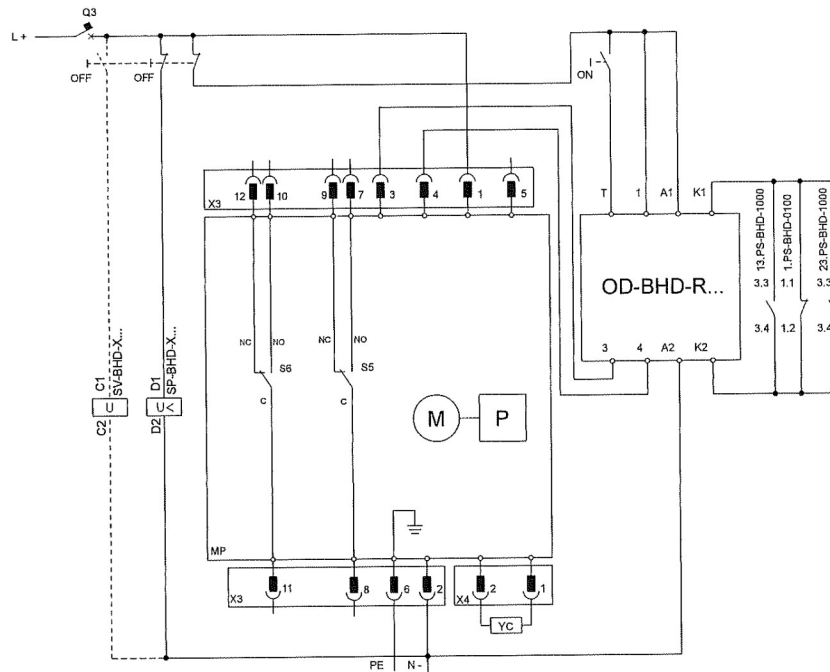 Q3
L +
OFF
OFF
ON
12
10
9
7
3
4
1
5
X3
T
1
A1
K1
OD-BHD-R...
3
4
A2
K2
13.PS-BHD-1000
1.PS-BHD-0100
23.PS-BHD-1000
3.3
1.1
3.3
3.4
1.2
3.4
NC
NO
S6
C
NC
NO
S5
C
C1
U
C2
SV-BHD-X...
D1
U<
D2
SP-BHD-X...
M
P
MP
X3
11
8
6
2
X4
2
1
YC
PE
N -